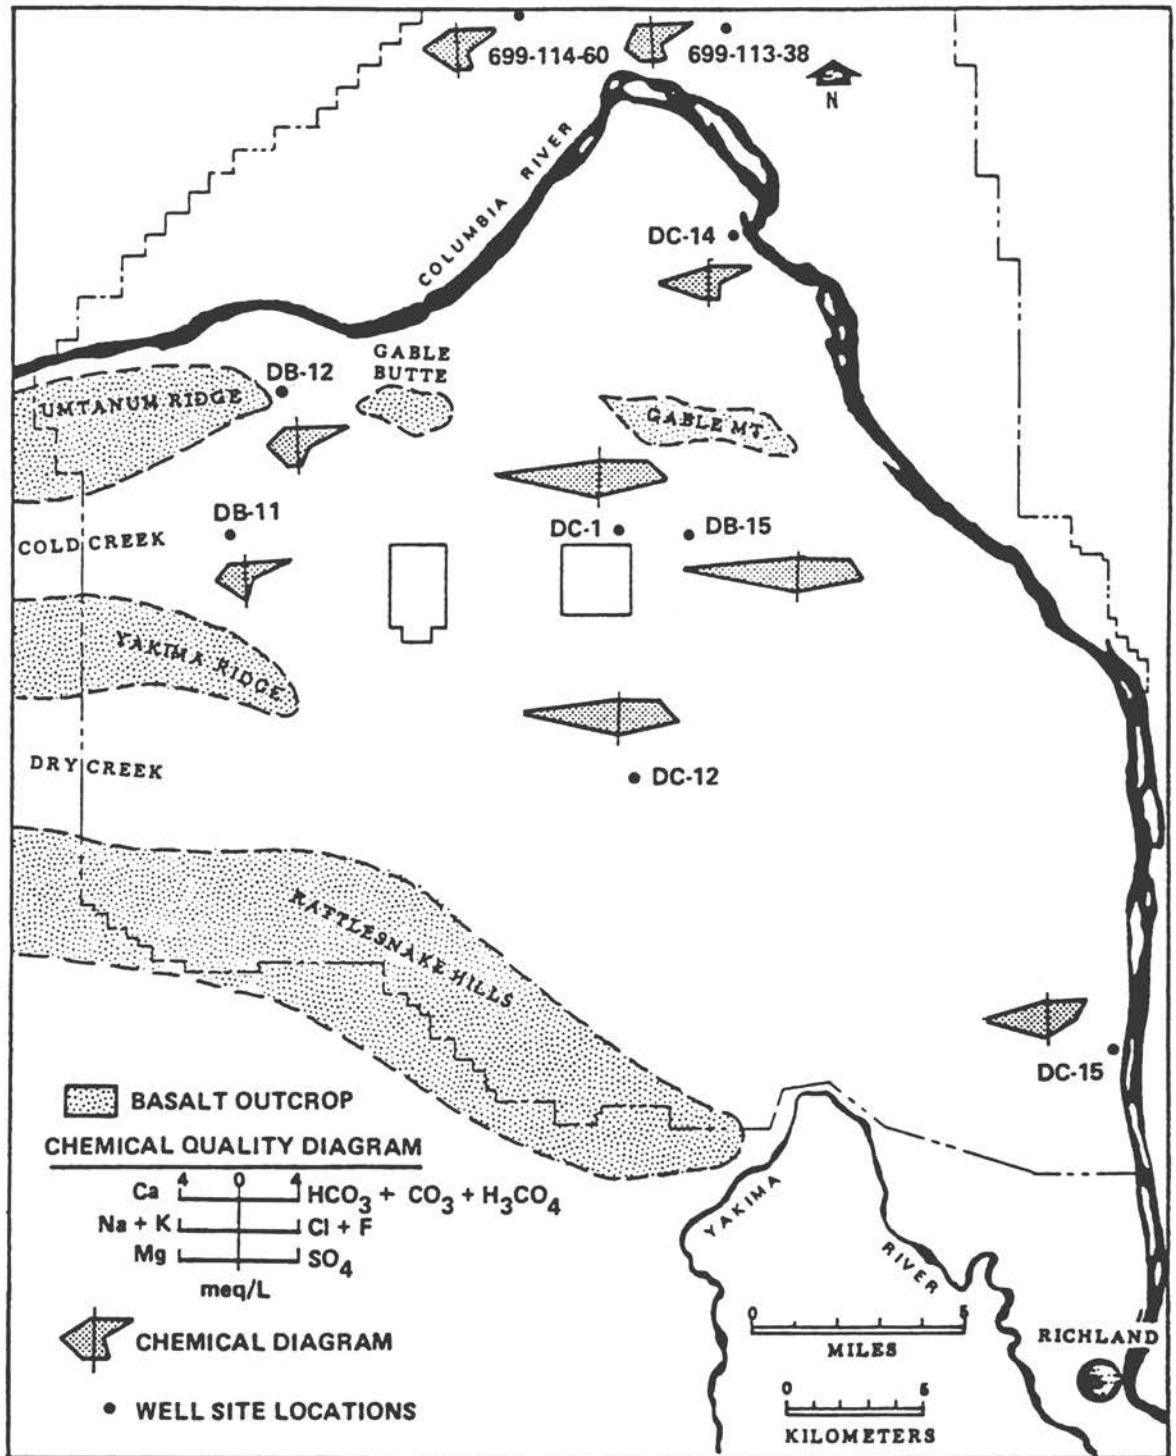 699-114-60
699-113-38
N
COLUMBIA RIVER
DC-14
GABLE
BUTTE
DB-12
UMTANUM RIDGE
GABLE MT.
DB-11
COLD CREEK
DC-1
DB-15
YAKIMA RIDGE
DRY CREEK
DC-12
RATTLESNAKE HILLS
DC-15
BASALT OUTCROP
CHEMICAL QUALITY DIAGRAM
4 0 4
Ca HCO₃ + CO₃ + H₃CO₄
Na + K Cl + F
Mg SO₄
meq/L
CHEMICAL DIAGRAM
WELL SITE LOCATIONS
YAKIMA
RIVER
0 5
MILES
0 5
KILOMETERS
RICHLAND